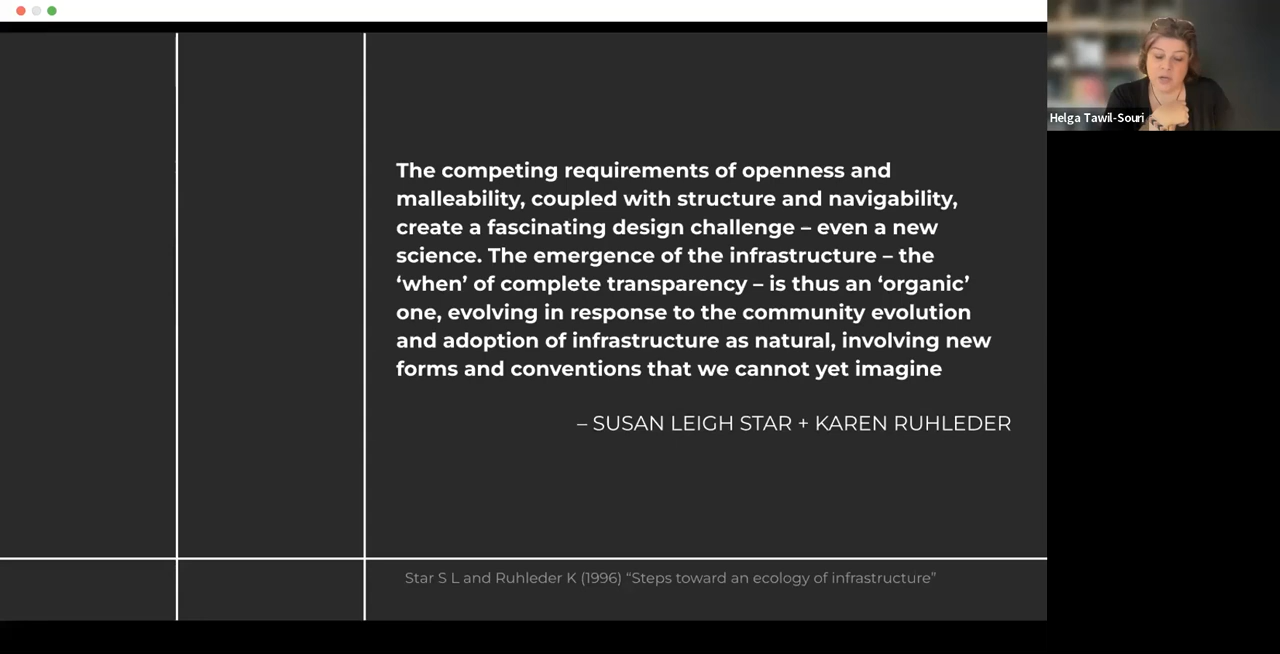 The competing requirements of openness and
malleability, coupled with structure and navigability,
create a fascinating design challenge – even a new
science. The emergence of the infrastructure – the
‘when’ of complete transparency – is thus an ‘organic’
one, evolving in response to the community evolution
and adoption of infrastructure as natural, involving new
forms and conventions that we cannot yet imagine
– SUSAN LEIGH STAR + KAREN RUHLEDER
Star S L and Ruhleder K (1996) “Steps toward an ecology of infrastructure”
Helga Tawil-Souri